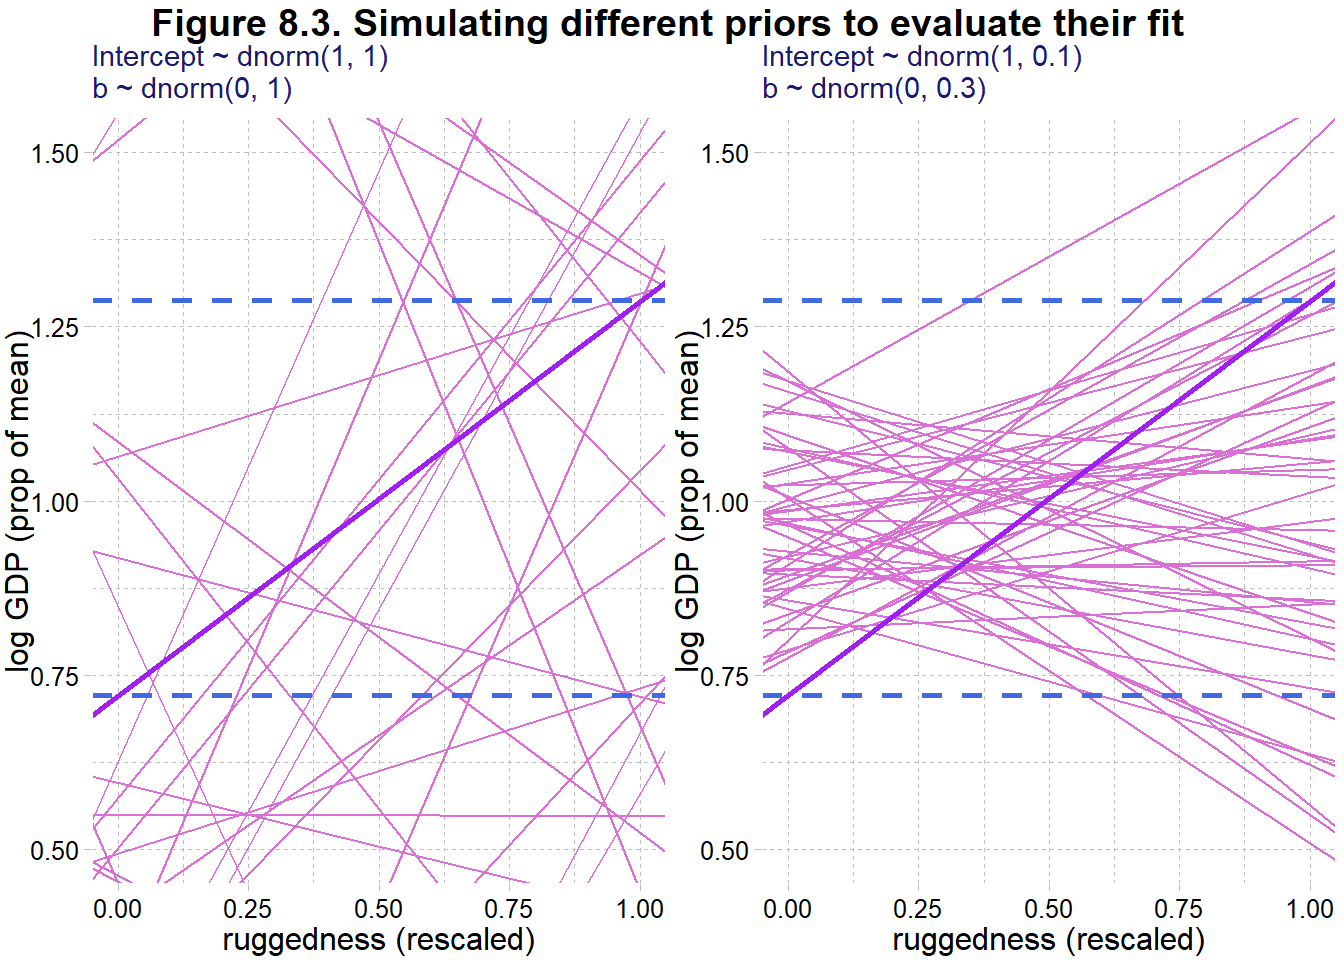 Figure 8.3. Simulating different priors to evaluate their fit
Intercept ~ dnorm(1, 1)
b ~ dnorm(0, 1)
1.50
1.25
1.00
0.75
0.50
log GDP (prop of mean)
0.00 0.25 0.50 0.75 1.00
ruggedness (rescaled)
Intercept ~ dnorm(1, 0.1)
b ~ dnorm(0, 0.3)
1.50
1.25
1.00
0.75
0.50
log GDP (prop of mean)
0.00 0.25 0.50 0.75 1.00
ruggedness (rescaled)